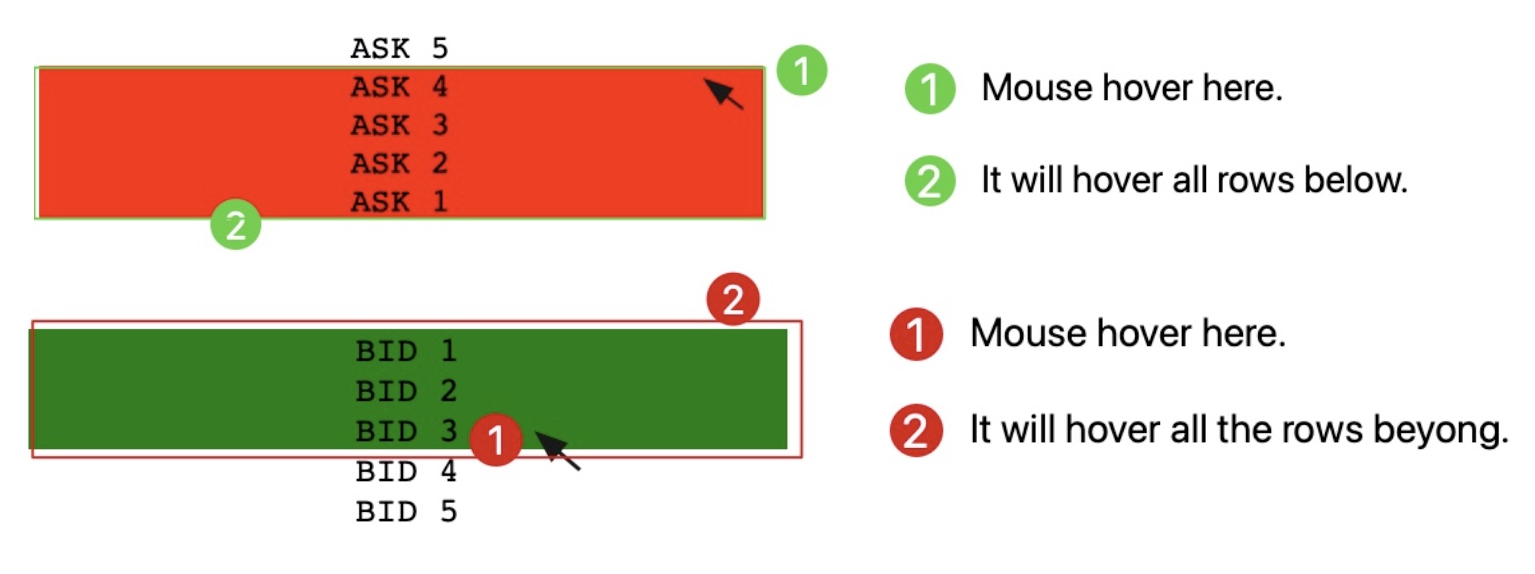 ASK 5
ASK 4
ASK 3
ASK 2
ASK 1
1
2
1 Mouse hover here.
2 It will hover all rows below.
2
BID 1
BID 2
BID 3
1
BID 4
BID 5
1 Mouse hover here.
2 It will hover all the rows beyong.